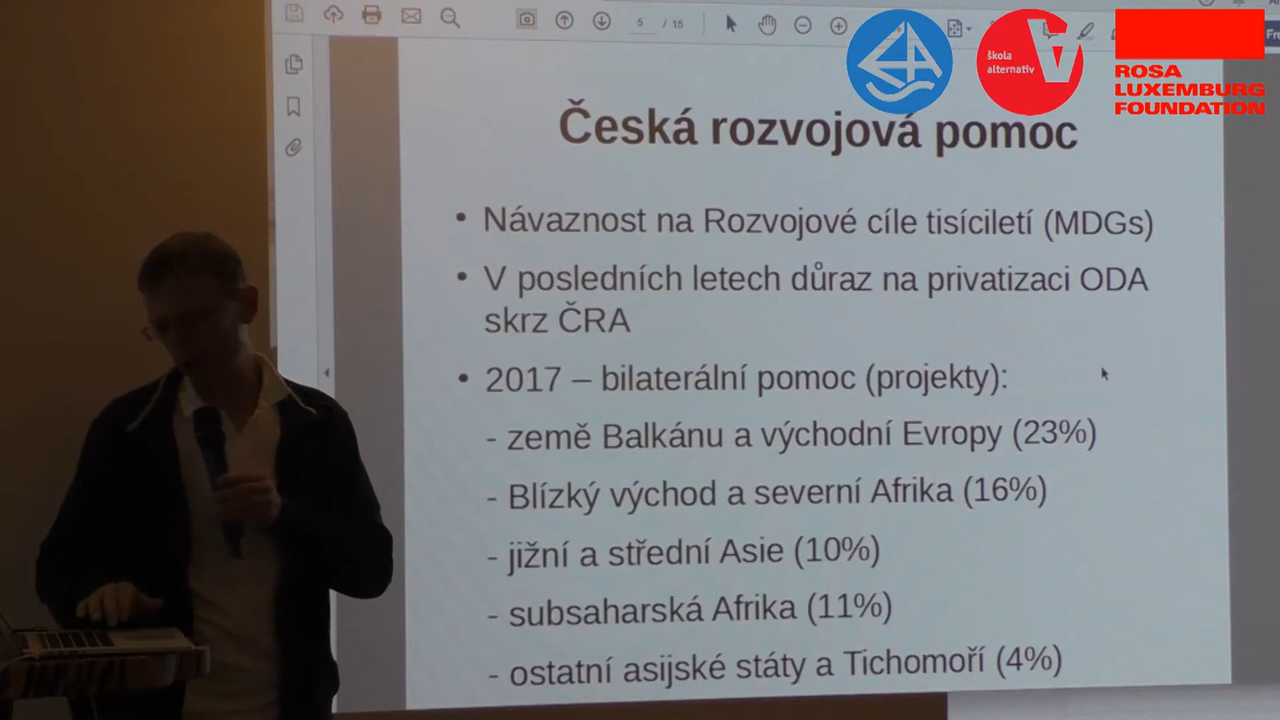 5 / 15
škola
alternativ
ROSA
LUXEMBURG
FOUNDATION
Česká rozvojová pomoc
• Návaznost na Rozvojové cíle tisíciletí (MDGs)
• V posledních letech důraz na privatizaci ODA
skrz ČRA
• 2017 – bilaterální pomoc (projekty):
- země Balkánu a východní Evropy (23%)
- Blízký východ a severní Afrika (16%)
- jižní a střední Asie (10%)
- subsaharská Afrika (11%)
- ostatní asijské státy a Tichomoří (4%)